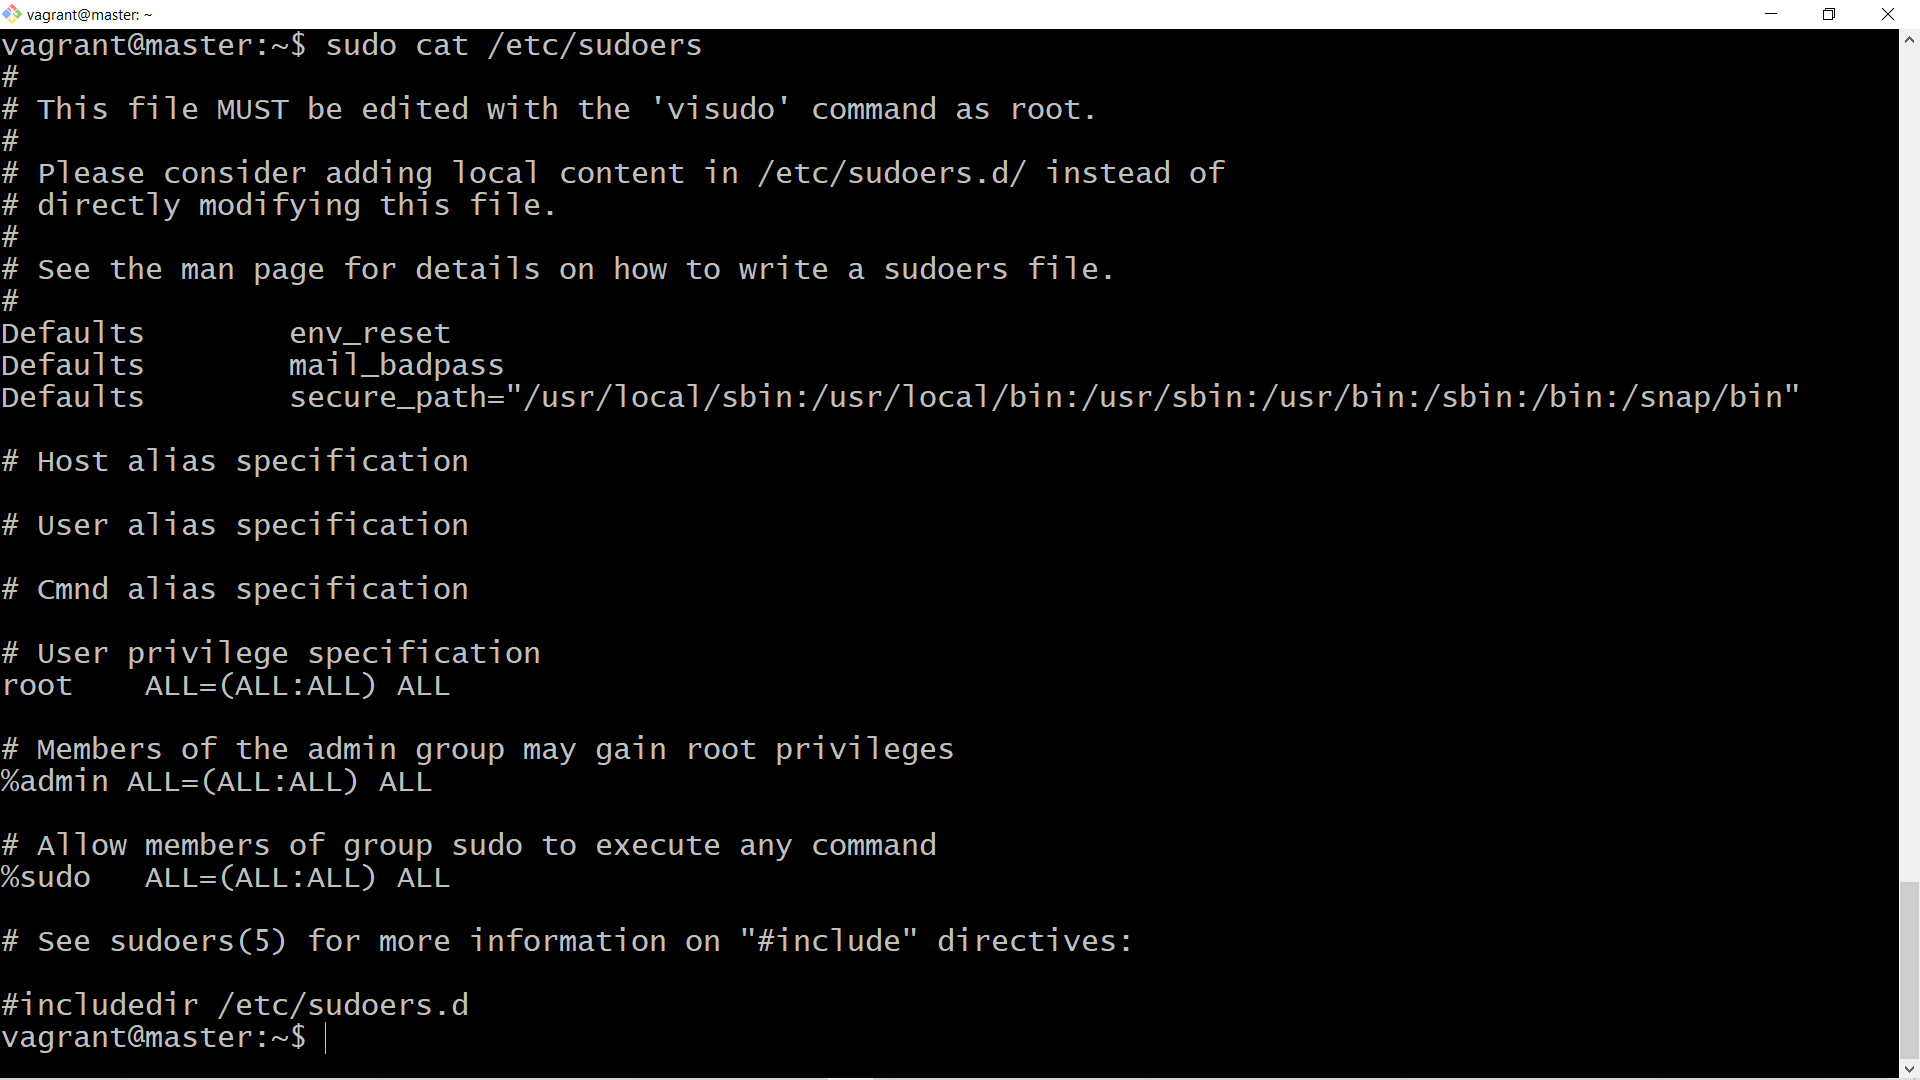 vagrant@master: ~
vagrant@master:~$ sudo cat /etc/sudoers
#
# This file MUST be edited with the 'visudo' command as root.
#
# Please consider adding local content in /etc/sudoers.d/ instead of
# directly modifying this file.
#
# See the man page for details on how to write a sudoers file.
#
Defaults        env_reset
Defaults        mail_badpass
Defaults        secure_path="/usr/local/sbin:/usr/local/bin:/usr/sbin:/usr/bin:/sbin:/bin:/snap/bin"
# Host alias specification
# User alias specification
# Cmnd alias specification
# User privilege specification
root    ALL=(ALL:ALL) ALL
# Members of the admin group may gain root privileges
%admin ALL=(ALL:ALL) ALL
# Allow members of group sudo to execute any command
%sudo   ALL=(ALL:ALL) ALL
# See sudoers(5) for more information on "#include" directives:
#includedir /etc/sudoers.d
vagrant@master:~$